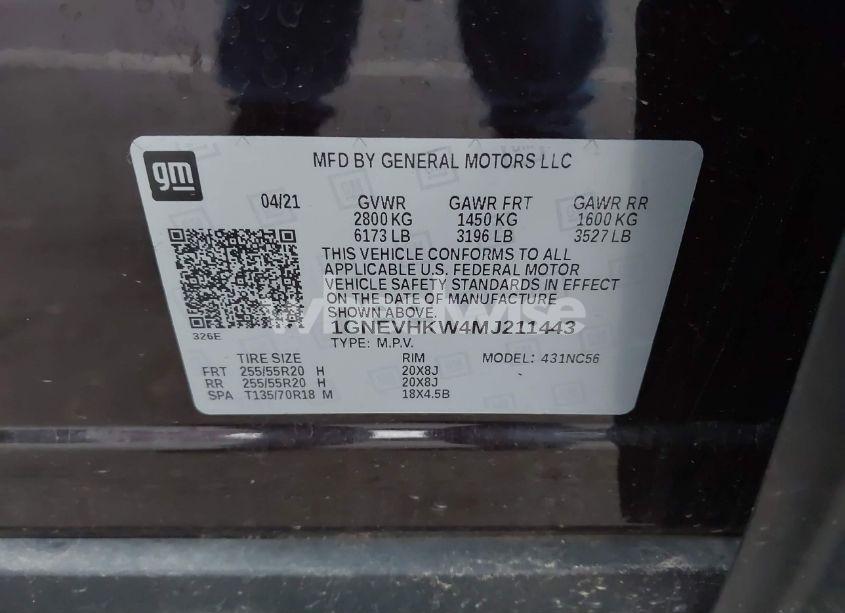 gm
MFD BY GENERAL MOTORS LLC
04/21 GVWR GAWR FRT GAWR RR
2800 KG 1450 KG 1600 KG
6173 LB 3196 LB 3527 LB
THIS VEHICLE CONFORMS TO ALL
APPLICABLE U.S. FEDERAL MOTOR
VEHICLE SAFETY STANDARDS IN EFFECT
ON THE DATE OF MANUFACTURE
SHOWN ABOVE.
326E
1GNEVHKW4MJ211443
TYPE: M.P.V.
TIRE SIZE RIM MODEL: 431NC56
FRT 255/55R20 H 20X8J
RR 255/55R20 H 20X8J
SPA T135/70R18 M 18X4.5B